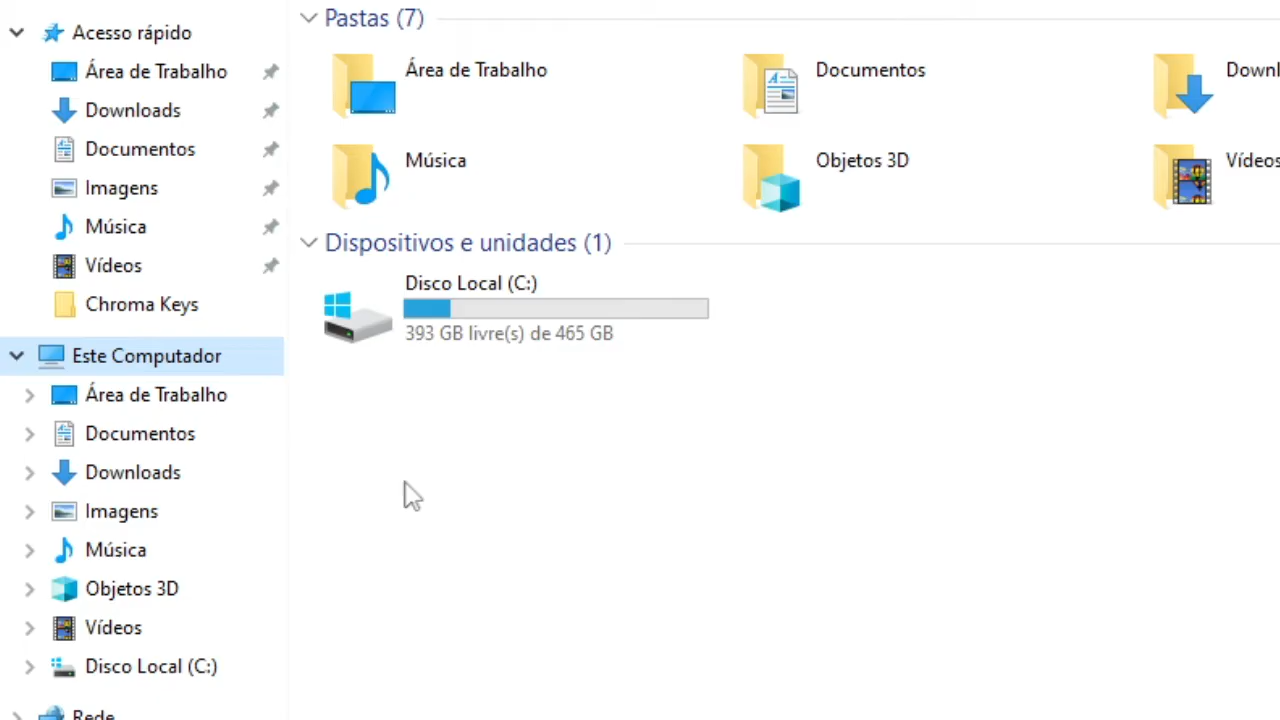 Acesso rápido
Área de Trabalho
Downloads
Documentos
Imagens
Música
Vídeos
Chroma Keys
Este Computador
Área de Trabalho
Documentos
Downloads
Imagens
Música
Objetos 3D
Vídeos
Disco Local (C:)
Rede
Pastas (7)
Área de Trabalho
Documentos
Downl
Música
Objetos 3D
Vídeos
Dispositivos e unidades (1)
Disco Local (C:)
393 GB livre(s) de 465 GB